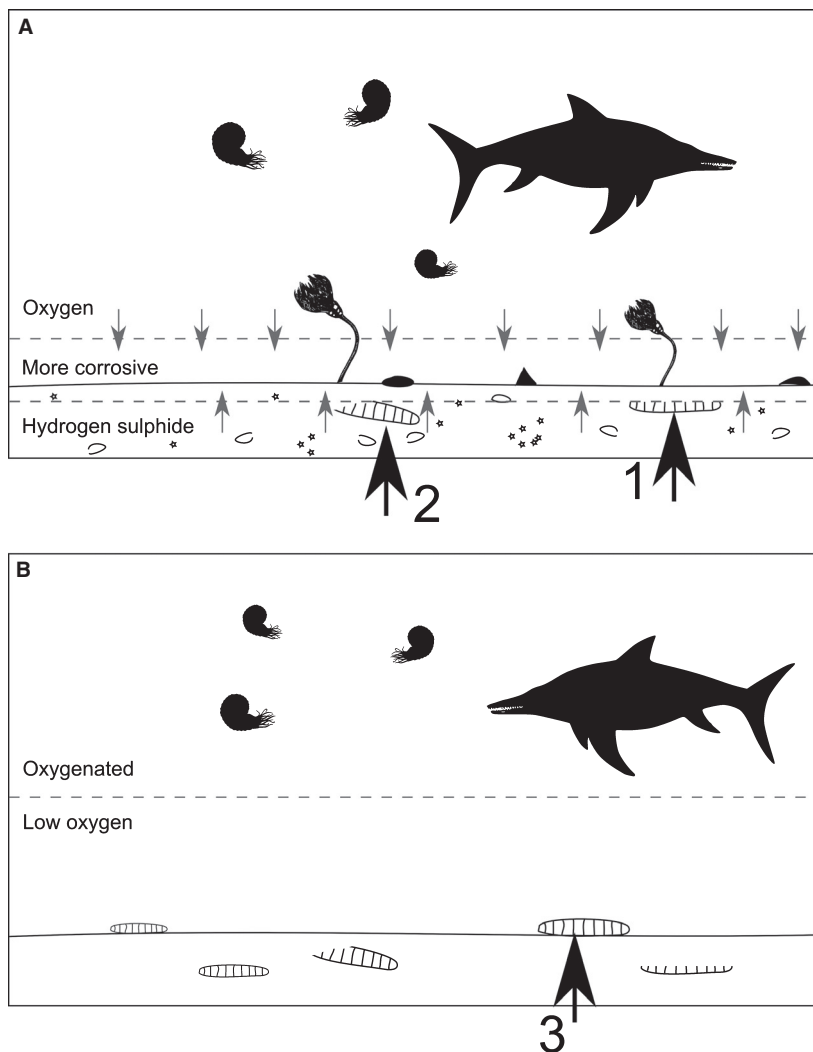 A
Oxygen
More corrosive
Hydrogen sulphide
2
1
B
Oxygenated
Low oxygen
3